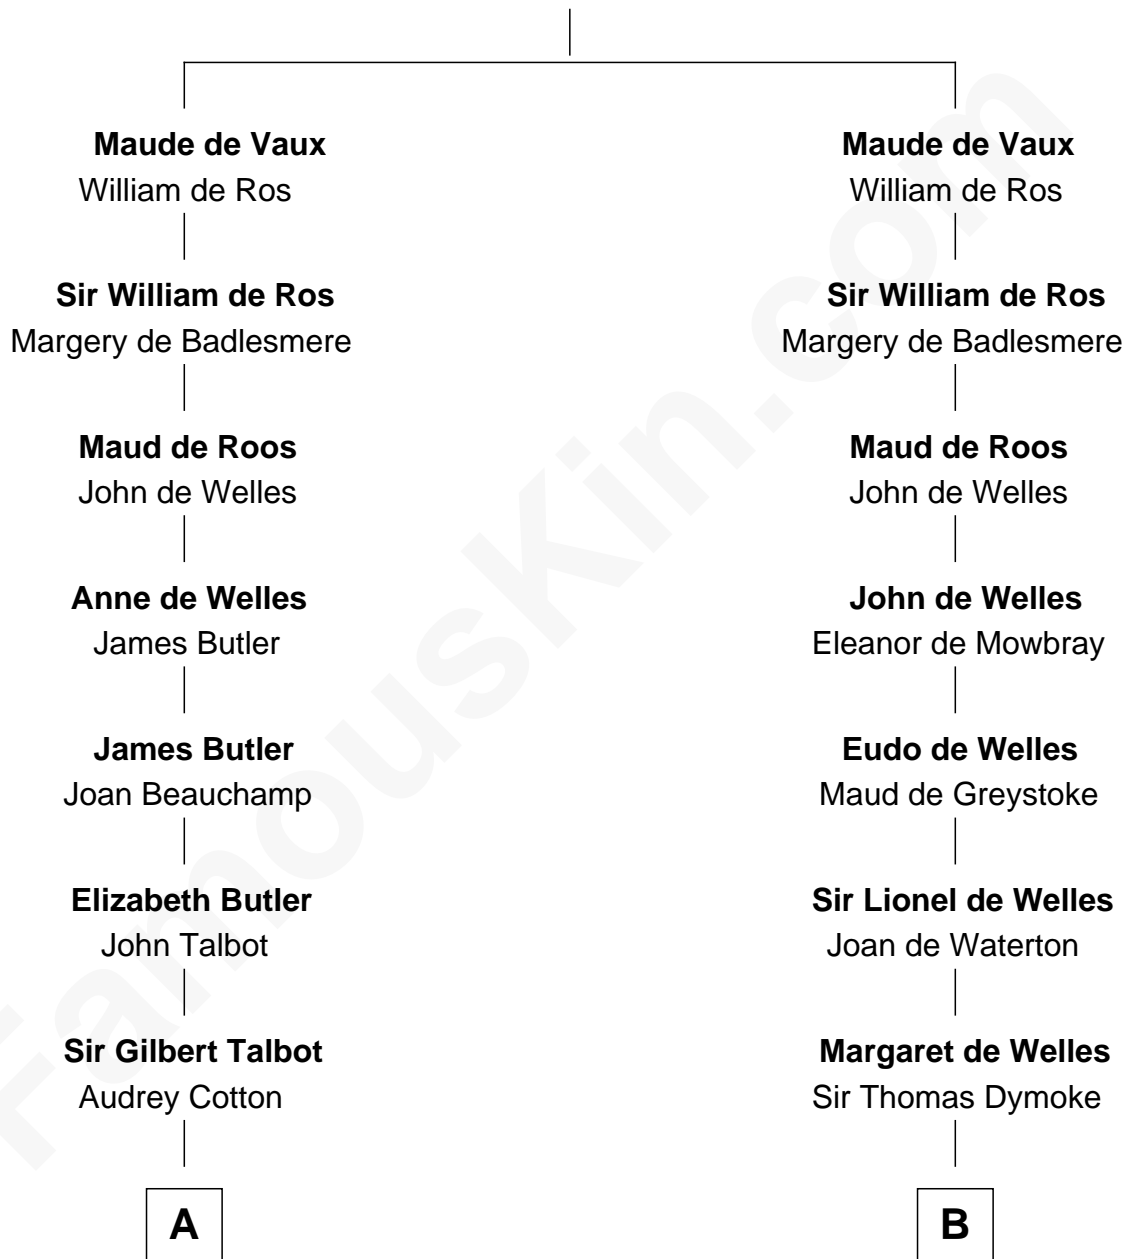 Maude de Vaux
William de Ros
Sir William de Ros
Margery de Badlesmere
Maud de Roos
John de Welles
Anne de Welles
James Butler
James Butler
Joan Beauchamp
Elizabeth Butler
John Talbot
Sir Gilbert Talbot
Audrey Cotton
A
Maude de Vaux
William de Ros
Sir William de Ros
Margery de Badlesmere
Maud de Roos
John de Welles
John de Welles
Eleanor de Mowbray
Eudo de Welles
Maud de Greystoke
Sir Lionel de Welles
Joan de Waterton
Margaret de Welles
Sir Thomas Dymoke
B
FamousKin.com